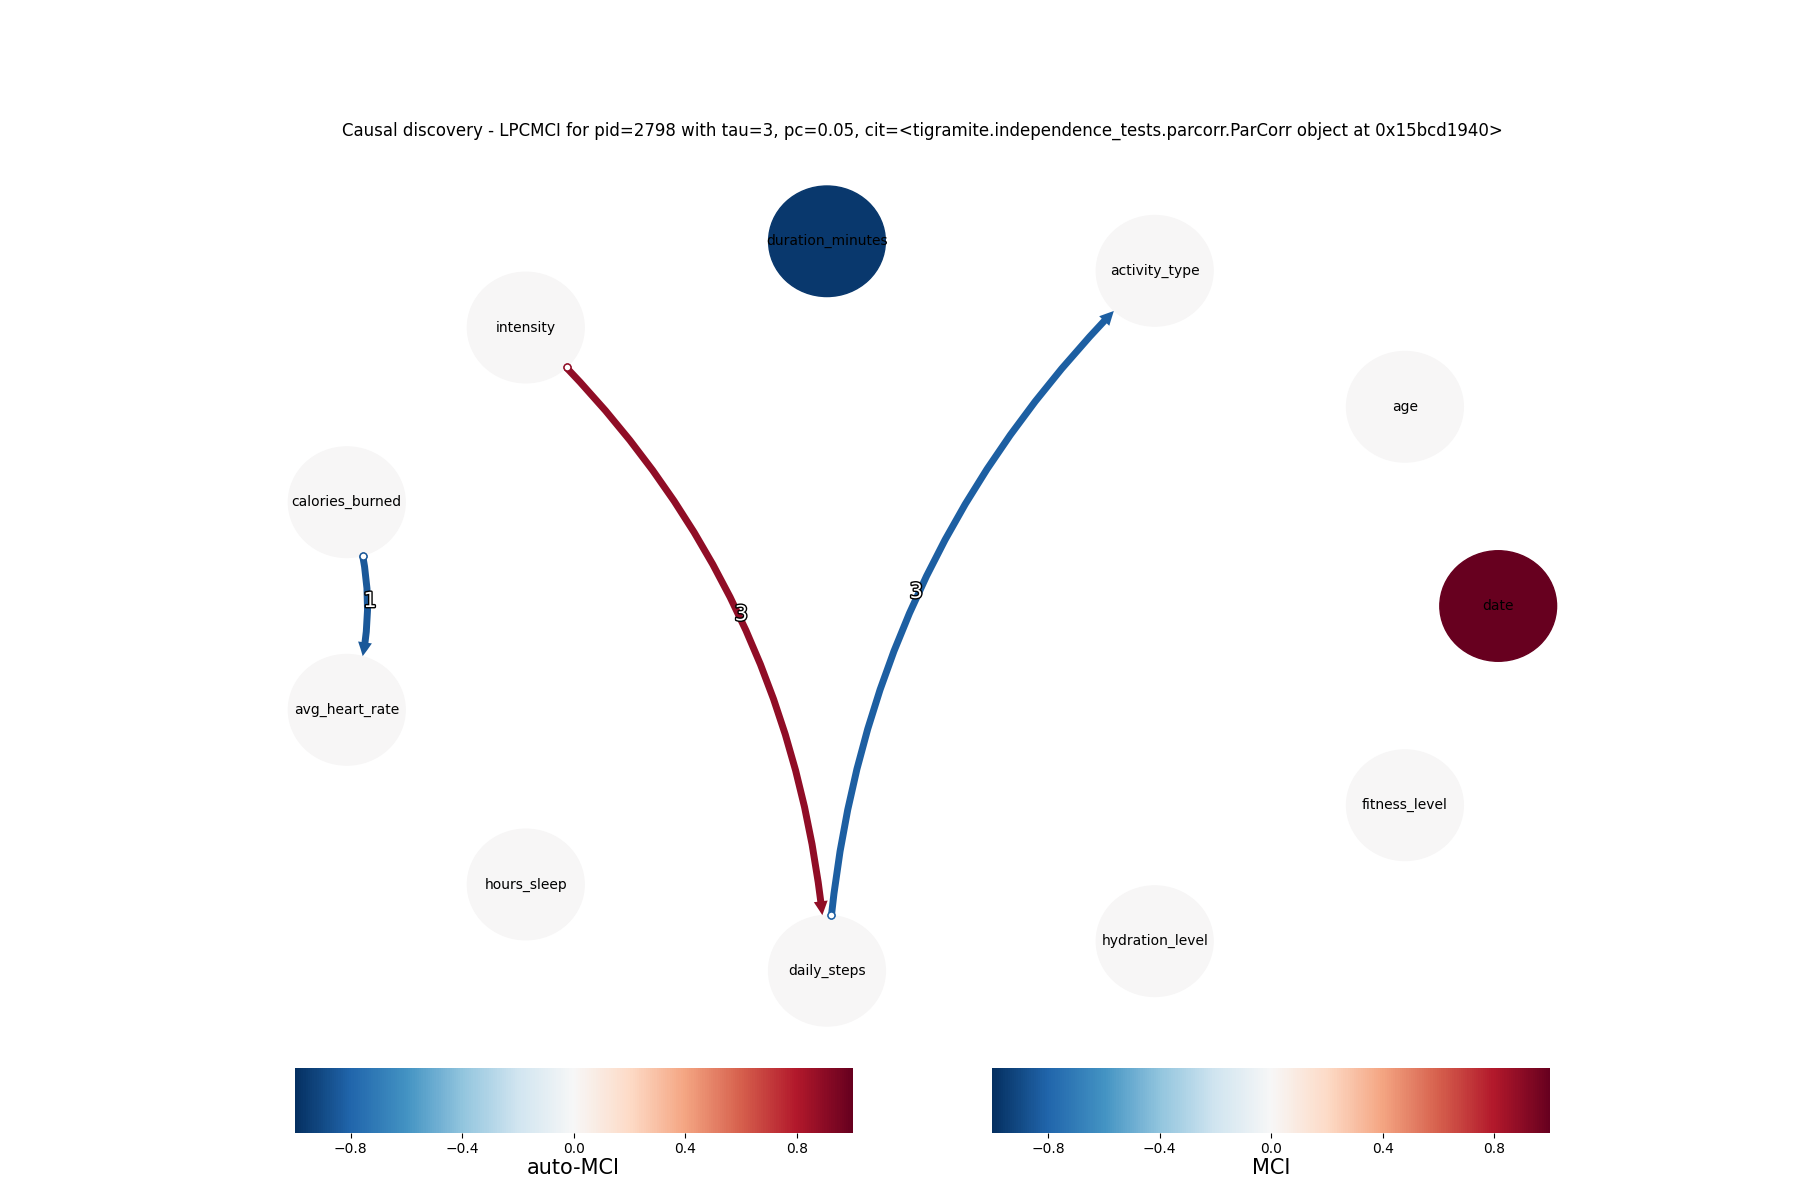 Causal discovery - LPCMCI for pid=2798 with tau=3, pc=0.05, cit=<tigramite.independence_tests.parcorr.ParCorr object at 0x15bcd1940>
duration_minutes
activity_type
intensity
age
calories_burned
1
3
3
date
avg_heart_rate
fitness_level
hours_sleep
hydration_level
daily_steps
−0.8 −0.4 0.0 0.4 0.8
auto-MCI
−0.8 −0.4 0.0 0.4 0.8
MCI